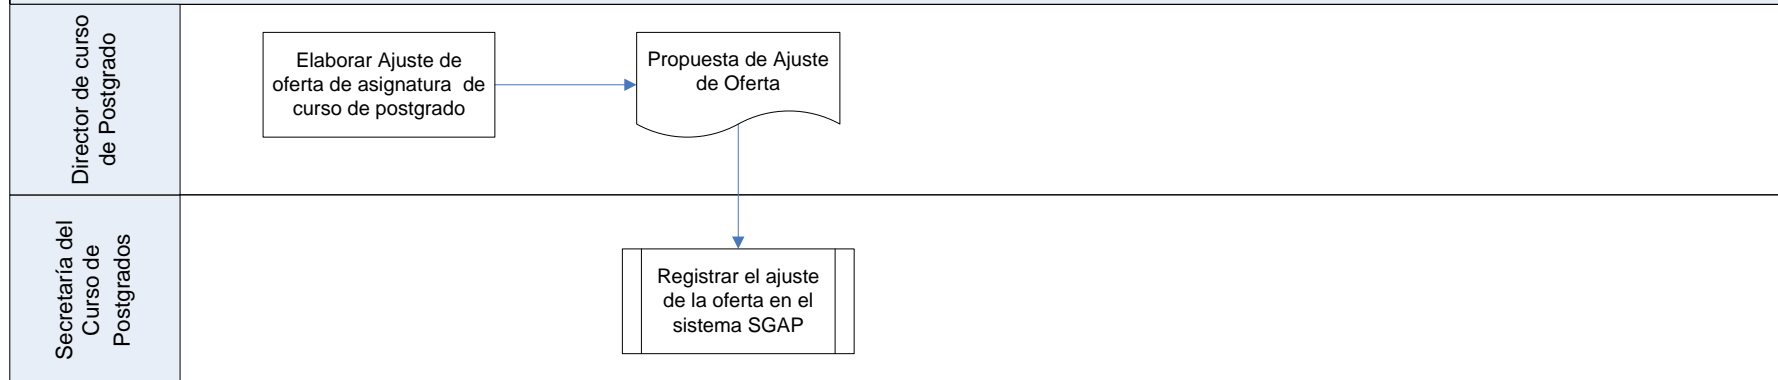 Director de curso
de Postgrado
Elaborar Ajuste de
oferta de asignatura de
curso de postgrado
Propuesta de Ajuste
de Oferta
Secretaría del
Curso de
Postgrados
Registrar el ajuste
de la oferta en el
sistema SGAP